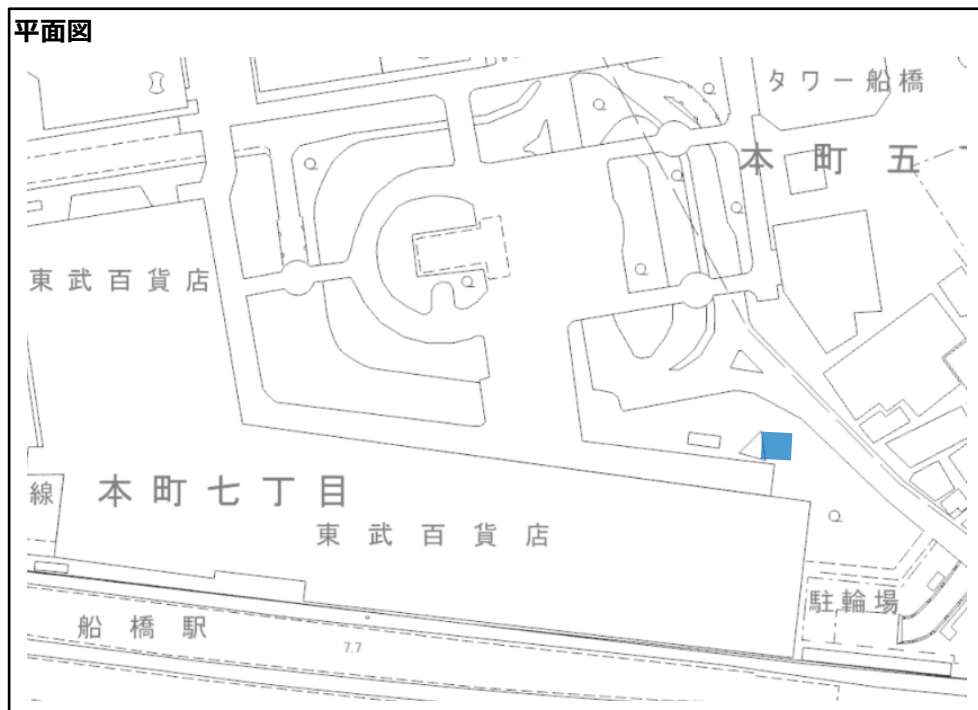 平面図
タワー船橋
本町五丁
東武百貨店
線
本町七丁目
東武百貨店
駐輪場
船橋駅
7.7